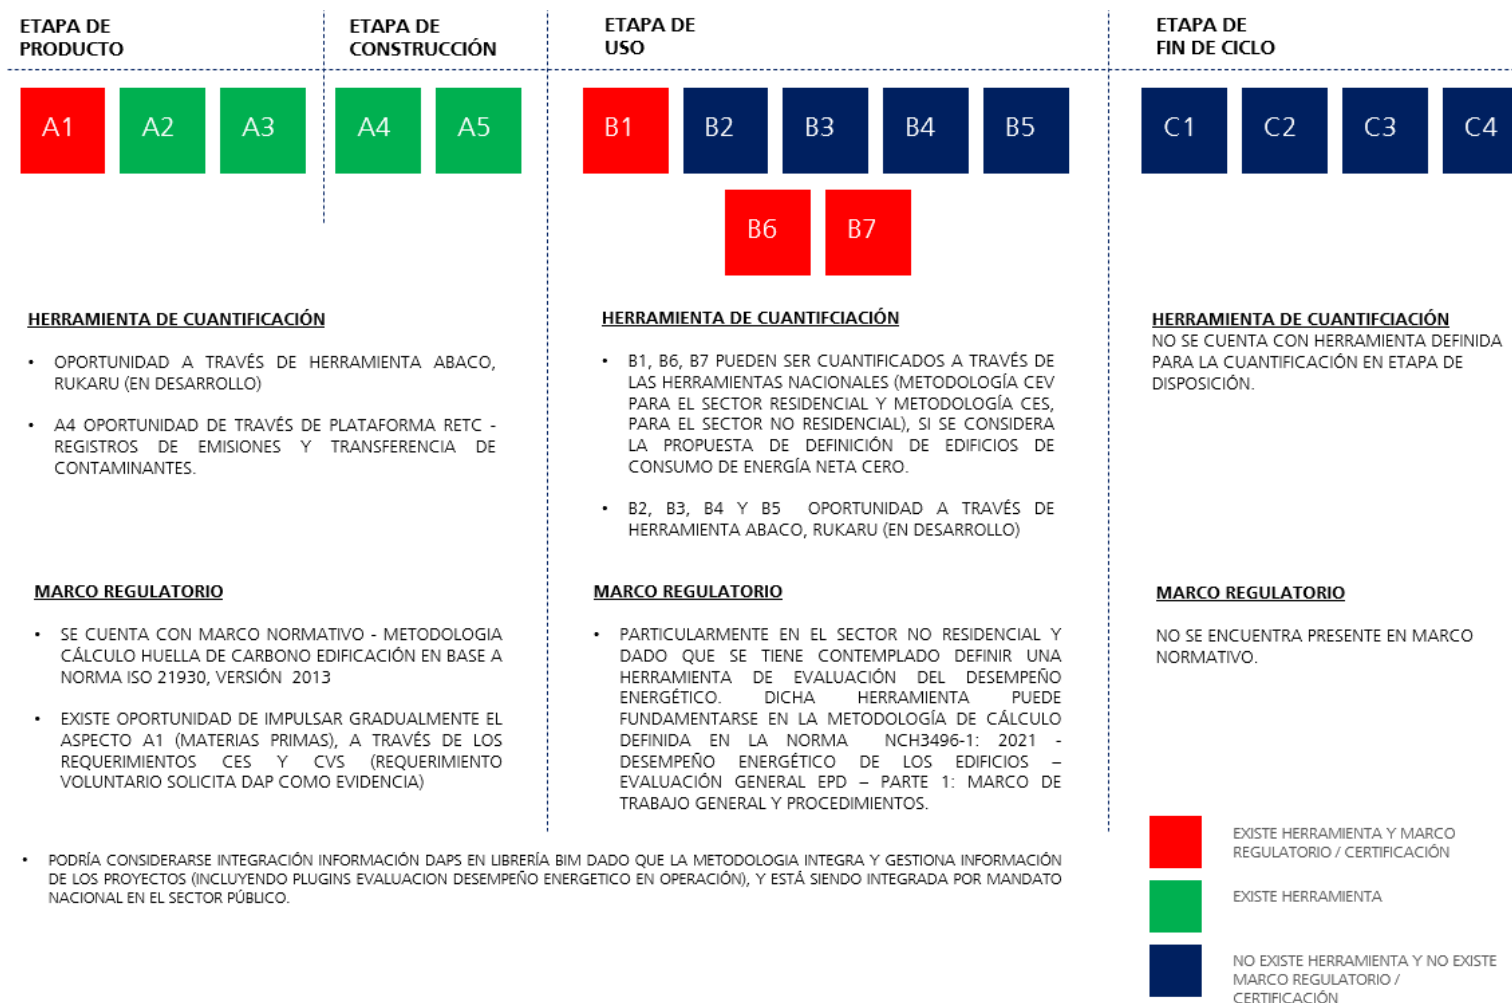 ETAPA DE
PRODUCTO
ETAPA DE
CONSTRUCCIÓN
ETAPA DE
USO
ETAPA DE
FIN DE CICLO
A1
A2
A3
A4
A5
B1
B2
B3
B4
B5
C1
C2
C3
C4
B6
B7
HERRAMIENTA DE CUANTIFICACIÓN
• OPORTUNIDAD A TRAVÉS DE HERRAMIENTA ABACO,
RUKARU (EN DESARROLLO)
• A4 OPORTUNIDAD DE TRAVÉS DE PLATAFORMA RETC -
REGISTROS DE EMISIONES Y TRANSFERENCIA DE
CONTAMINANTES.
HERRAMIENTA DE CUANTIFCIACIÓN
• B1, B6, B7 PUEDEN SER CUANTIFICADOS A TRAVÉS DE
LAS HERRAMIENTAS NACIONALES (METODOLOGÍA CEV
PARA EL SECTOR RESIDENCIAL Y METODOLOGÍA CES,
PARA EL SECTOR NO RESIDENCIAL), SI SE CONSIDERA
LA PROPUESTA DE DEFINICIÓN DE EDIFICIOS DE
CONSUMO DE ENERGÍA NETA CERO.
• B2, B3, B4 Y B5 OPORTUNIDAD A TRAVÉS DE
HERRAMIENTA ABACO, RUKARU (EN DESARROLLO)
HERRAMIENTA DE CUANTIFCIACIÓN
NO SE CUENTA CON HERRAMIENTA DEFINIDA
PARA LA CUANTIFICACIÓN EN ETAPA DE
DISPOSICIÓN.
MARCO REGULATORIO
• SE CUENTA CON MARCO NORMATIVO - METODOLOGIA
CÁLCULO HUELLA DE CARBONO EDIFICACIÓN EN BASE A
NORMA ISO 21930, VERSIÓN 2013
• EXISTE OPORTUNIDAD DE IMPULSAR GRADUALMENTE EL
ASPECTO A1 (MATERIAS PRIMAS), A TRAVÉS DE LOS
REQUERIMIENTOS CES Y CVS (REQUERIMIENTO
VOLUNTARIO SOLICITA DAP COMO EVIDENCIA)
MARCO REGULATORIO
• PARTICULARMENTE EN EL SECTOR NO RESIDENCIAL Y
DADO QUE SE TIENE CONTEMPLADO DEFINIR UNA
HERRAMIENTA DE EVALUACIÓN DEL DESEMPEÑO
ENERGÉTICO. DICHA HERRAMIENTA PUEDE
FUNDAMENTARSE EN LA METODOLOGÍA DE CÁLCULO
DEFINIDA EN LA NORMA NCH3496-1: 2021 -
DESEMPEÑO ENERGÉTICO DE LOS EDIFICIOS –
EVALUACIÓN GENERAL EPD – PARTE 1: MARCO DE
TRABAJO GENERAL Y PROCEDIMIENTOS.
MARCO REGULATORIO
NO SE ENCUENTRA PRESENTE EN MARCO
NORMATIVO.
• PODRÍA CONSIDERARSE INTEGRACIÓN INFORMACIÓN DAPS EN LIBRERÍA BIM DADO QUE LA METODOLOGIA INTEGRA Y GESTIONA INFORMACIÓN
DE LOS PROYECTOS (INCLUYENDO PLUGINS EVALUACION DESEMPEÑO ENERGETICO EN OPERACIÓN), Y ESTÁ SIENDO INTEGRADA POR MANDATO
NACIONAL EN EL SECTOR PÚBLICO.
EXISTE HERRAMIENTA Y MARCO
REGULATORIO / CERTIFICACIÓN
EXISTE HERRAMIENTA
NO EXISTE HERRAMIENTA Y NO EXISTE
MARCO REGULATORIO /
CERTIFICACIÓN